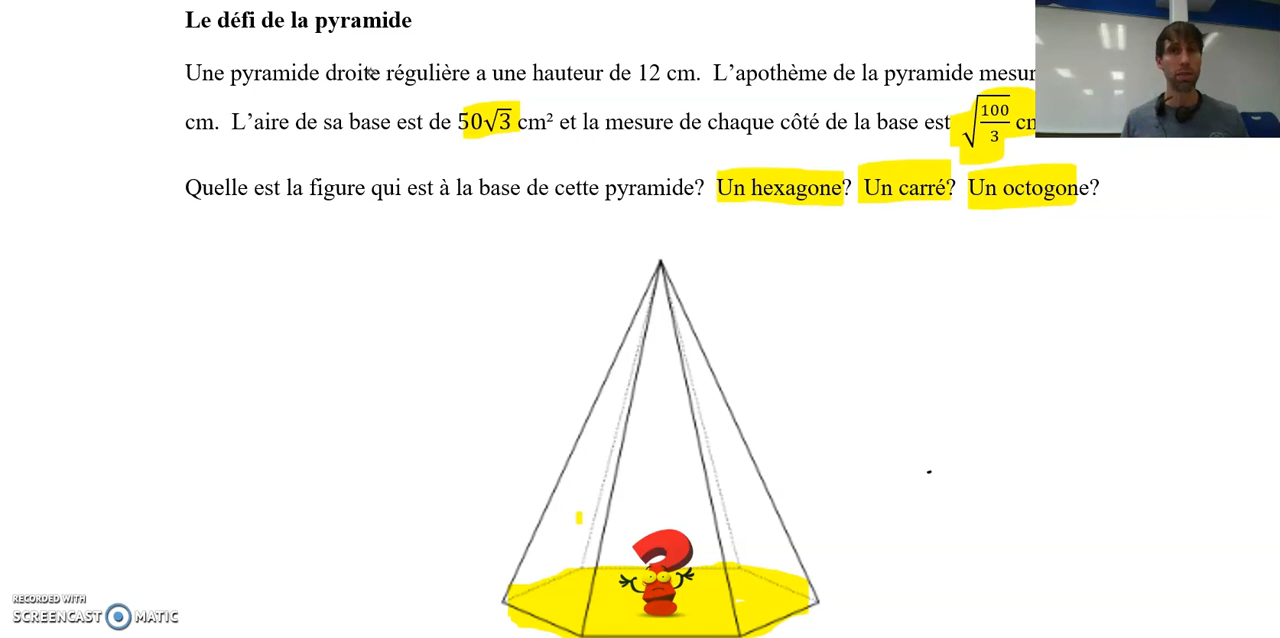 Le défi de la pyramide
Une pyramide droite régulière a une hauteur de 12 cm. L’apothème de la pyramide
cm. L’aire de sa base est de 50√3 cm² et la mesure de chaque côté de la base est √(100/3)
Quelle est la figure qui est à la base de cette pyramide? Un hexagone? Un carré? Un octogone?
RECORDED WITH
SCREENCAST MATIC